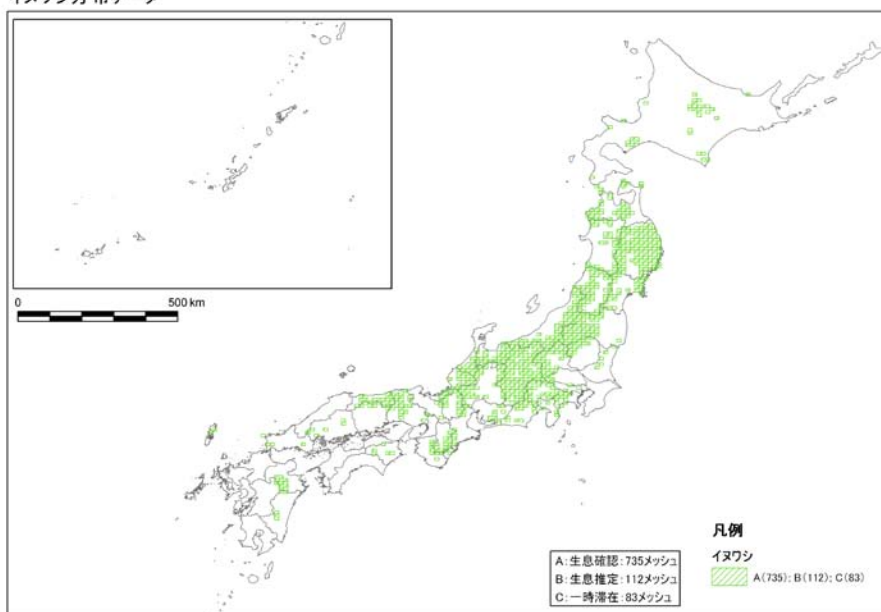 0 500 km
凡例
イヌワシ
A(735); B(112); C(83)
A:生息確認:735メッシュ
B:生息推定:112メッシュ
C:一時滞在:83メッシュ